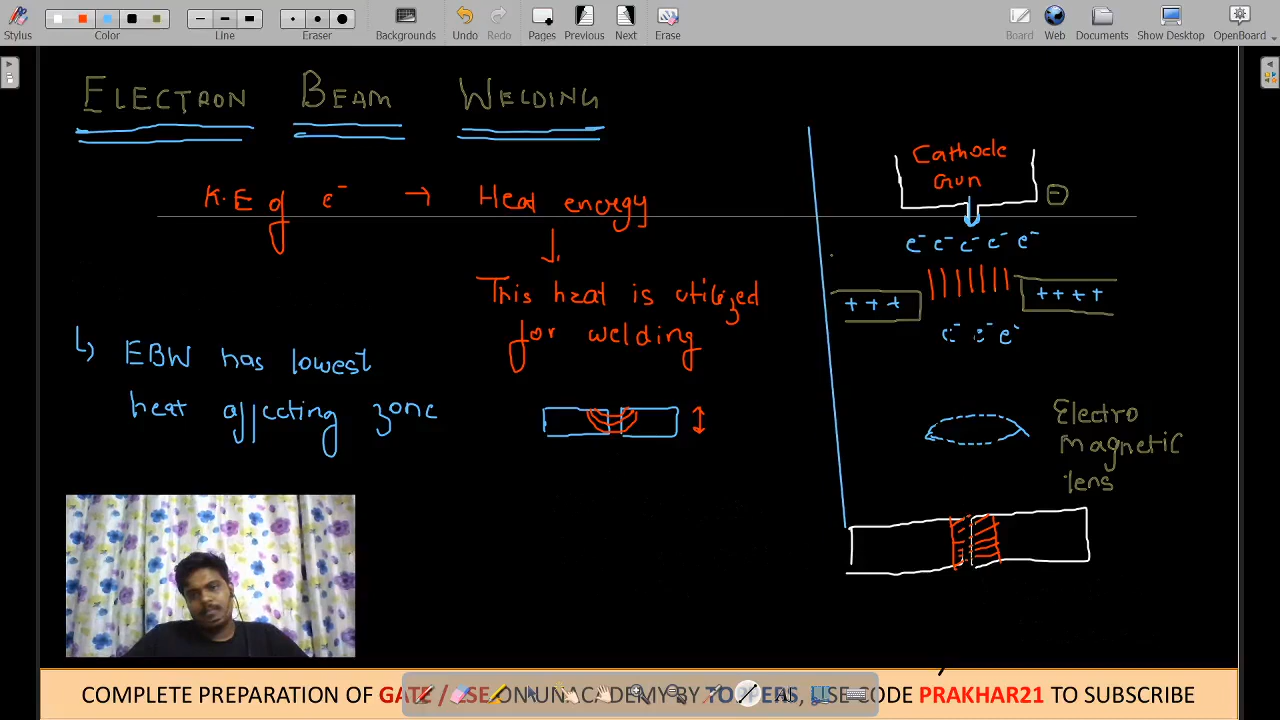 Stylus
Color
Line
Eraser
Backgrounds
Undo
Redo
Pages
Previous
Next
Erase
Board
Web
Documents
Show Desktop
OpenBoard
ELECTRON BEAM WELDING
K.E of e⁻ → Heat energy
↓
This heat is utilized
for welding
↳ EBW has lowest
heat affecting zone
Cathode
Gun
⊖
e⁻ e⁻ e⁻ e⁻ e⁻
+ + +
+ + + +
e⁻ e⁻ e⁻
Electro
Magnetic
lens
COMPLETE PREPARATION OF GATE / ESE ON UNACADEMY BY TOPPERS, USE CODE PRAKHAR21 TO SUBSCRIBE